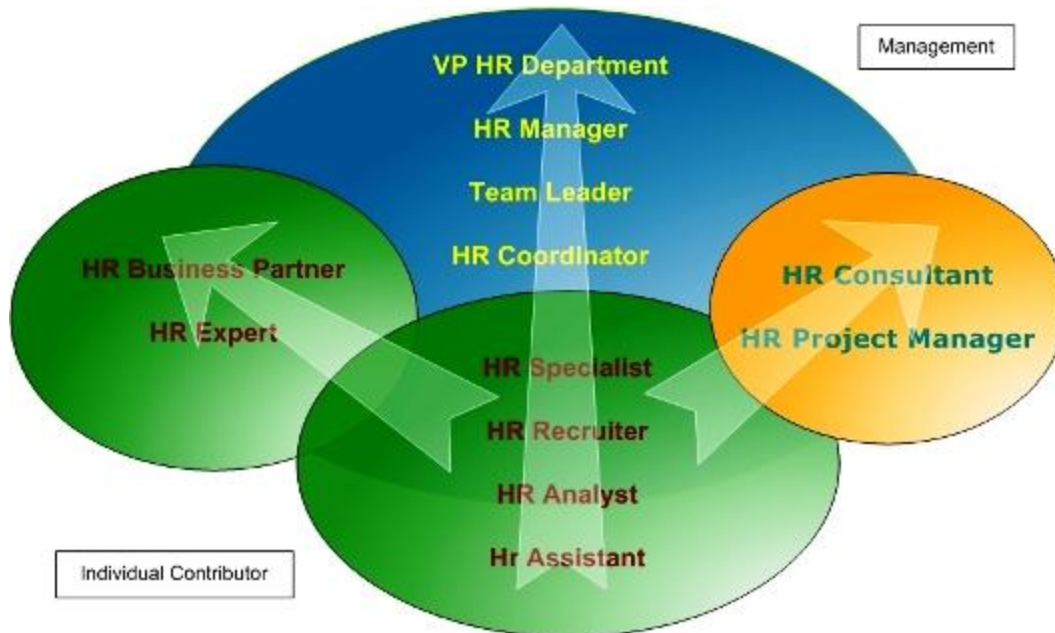 VP HR Department
Management
HR Manager
Team Leader
HR Coordinator
HR Business Partner
HR Expert
HR Consultant
HR Project Manager
HR Specialist
HR Recruiter
HR Analyst
Hr Assistant
Individual Contributor